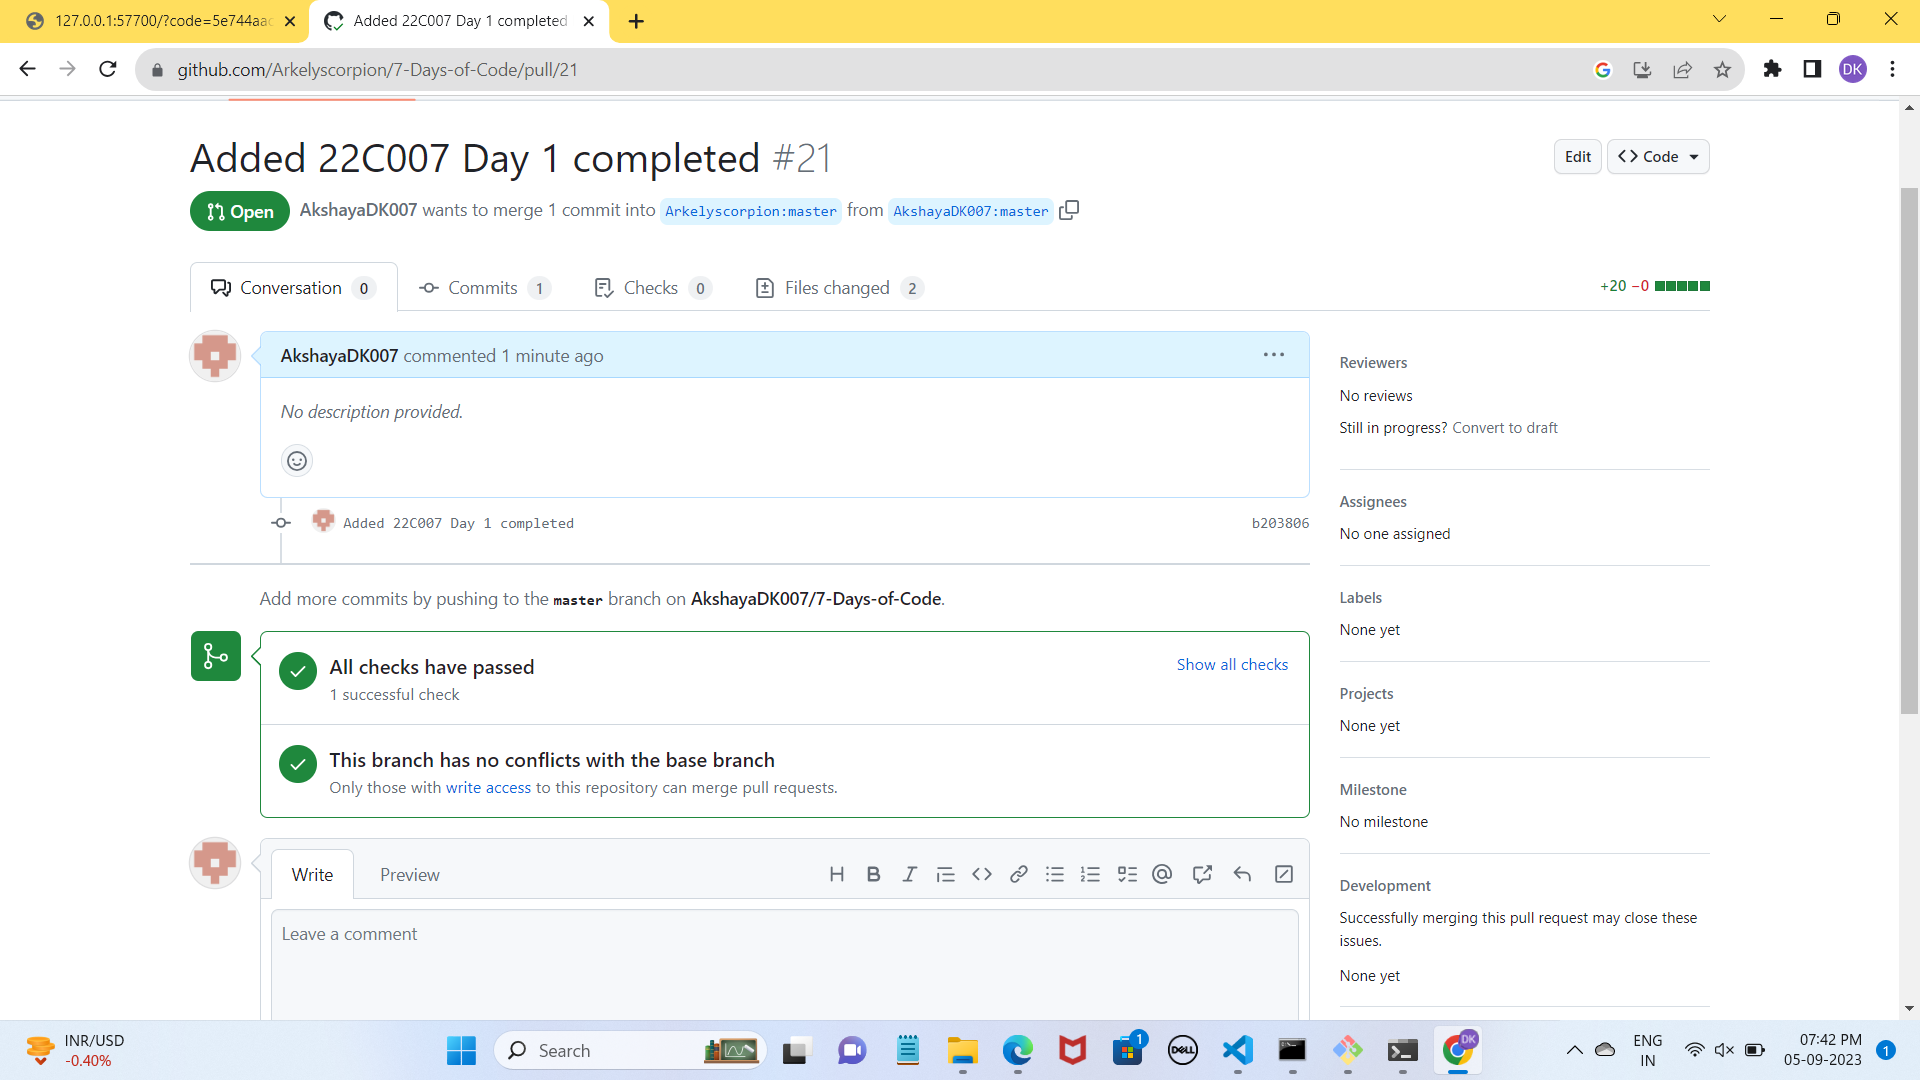 127.0.0.1:57700/?code=5e744aac
Added 22C007 Day 1 completed
github.com/Arkelyscorpion/7-Days-of-Code/pull/21
DK
Added 22C007 Day 1 completed #21
Edit
Code
Open
AkshayaDK007 wants to merge 1 commit into Arkelyscorpion:master from AkshayaDK007:master
Conversation 0
Commits 1
Checks 0
Files changed 2
+20 −0
AkshayaDK007 commented 1 minute ago
No description provided.
Added 22C007 Day 1 completed
b203806
Add more commits by pushing to the master branch on AkshayaDK007/7-Days-of-Code.
All checks have passed
1 successful check
Show all checks
This branch has no conflicts with the base branch
Only those with write access to this repository can merge pull requests.
Write
Preview
H B I
Leave a comment
Reviewers
No reviews
Still in progress? Convert to draft
Assignees
No one assigned
Labels
None yet
Projects
None yet
Milestone
No milestone
Development
Successfully merging this pull request may close these
issues.
None yet
INR/USD
-0.40%
Search
1
DELL
DK
ENG
IN
07:42 PM
05-09-2023
1